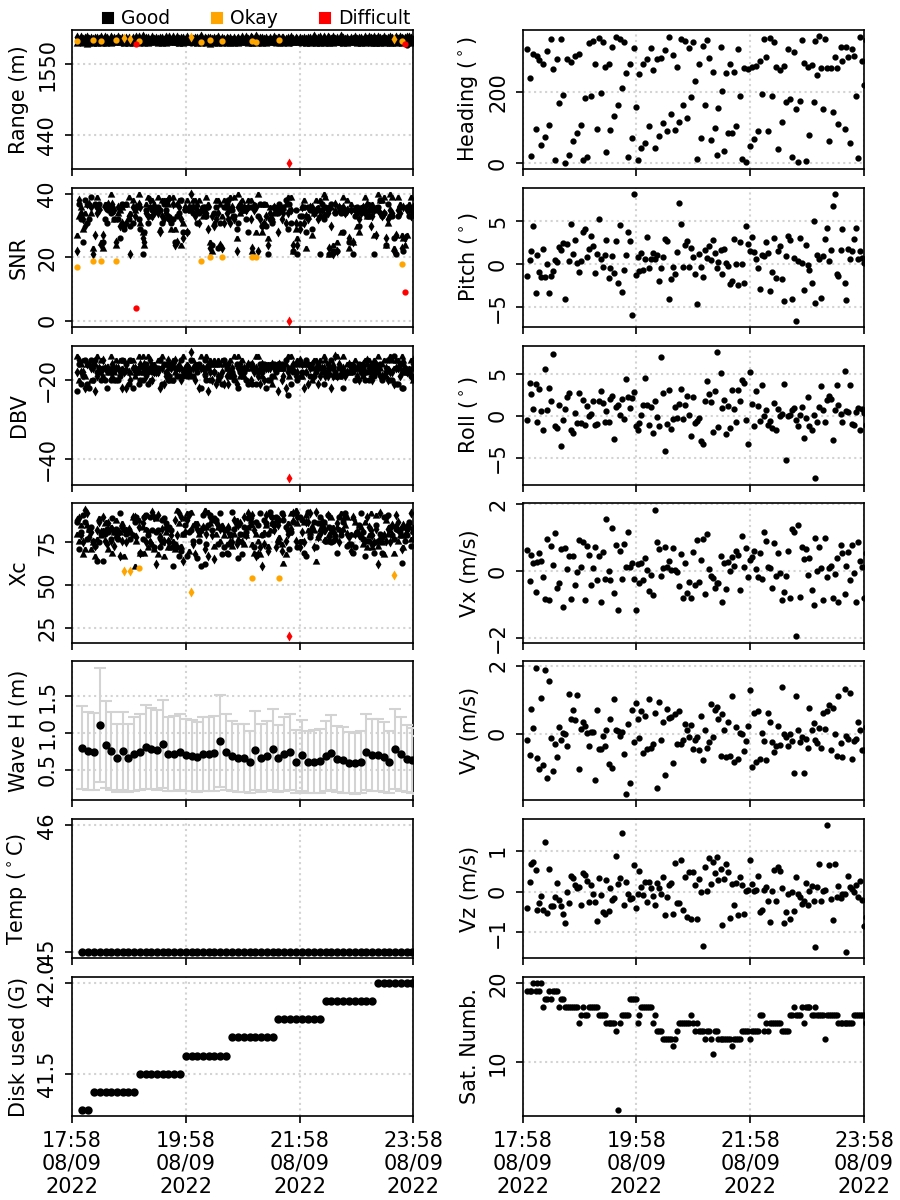 Good Okay Difficult
Range (m)
1550
1440
Heading (°)
200
0
SNR
40
20
0
Pitch (°)
5
0
−5
DBV
−20
−40
Roll (°)
5
0
−5
Xc
75
50
25
Vx (m/s)
2
0
−2
Wave H (m)
1.5
1.0
0.5
Vy (m/s)
2
0
Temp (°C)
46
45
Vz (m/s)
1
0
−1
Disk used (G)
42.0
41.5
Sat. Numb.
20
10
17:58 19:58 21:58 23:58
08/09 08/09 08/09 08/09
2022 2022 2022 2022
17:58 19:58 21:58 23:58
08/09 08/09 08/09 08/09
2022 2022 2022 2022